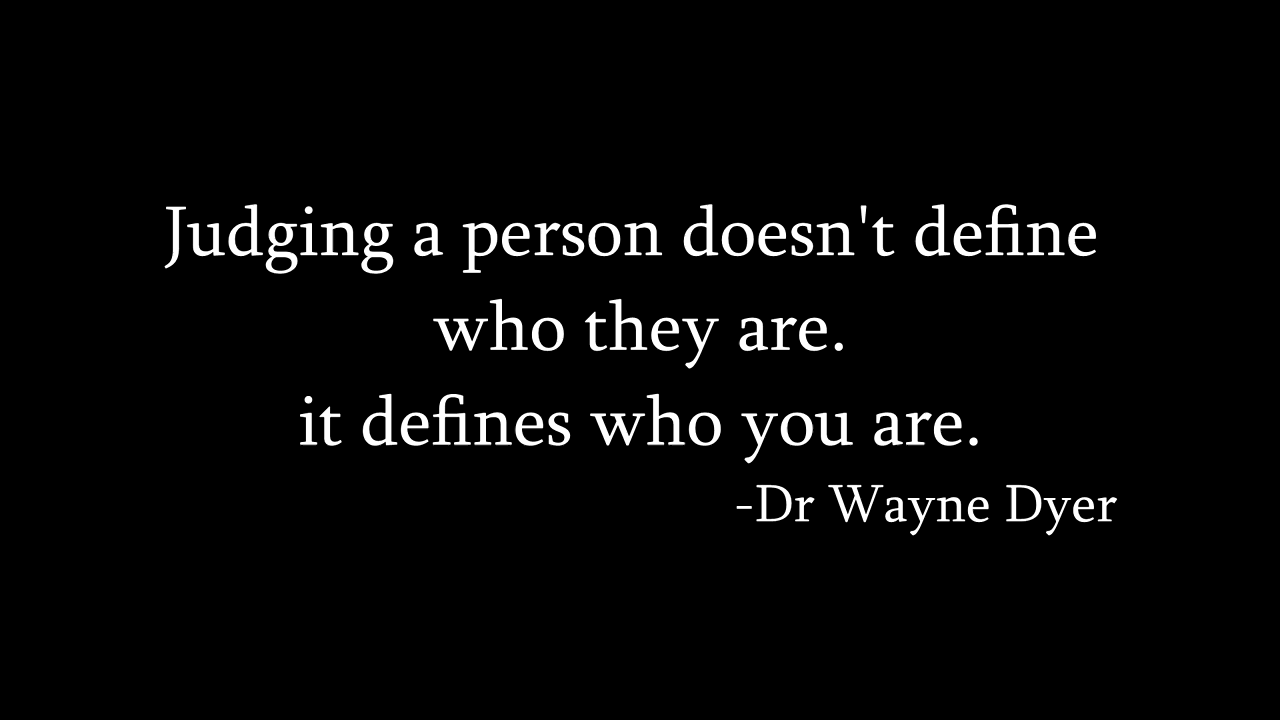 Judging a person doesn't define
who they are.
it defines who you are.
-Dr Wayne Dyer